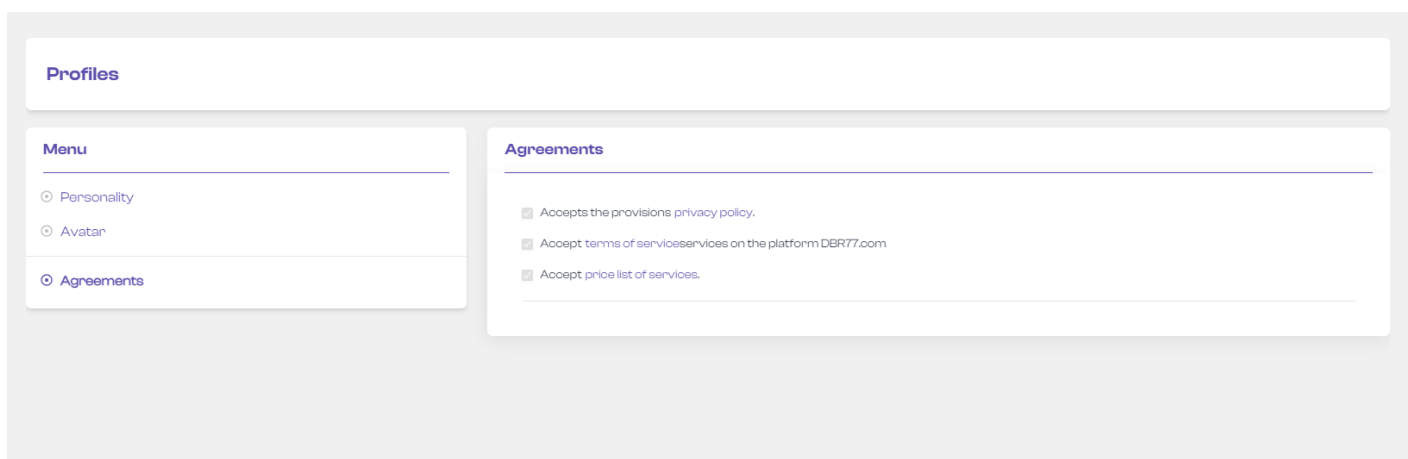 Profiles
Menu
Personality
Avatar
Agreements
Agreements
Accepts the provisions privacy policy.
Accept terms of serviceservices on the platform DBR77.com
Accept price list of services.